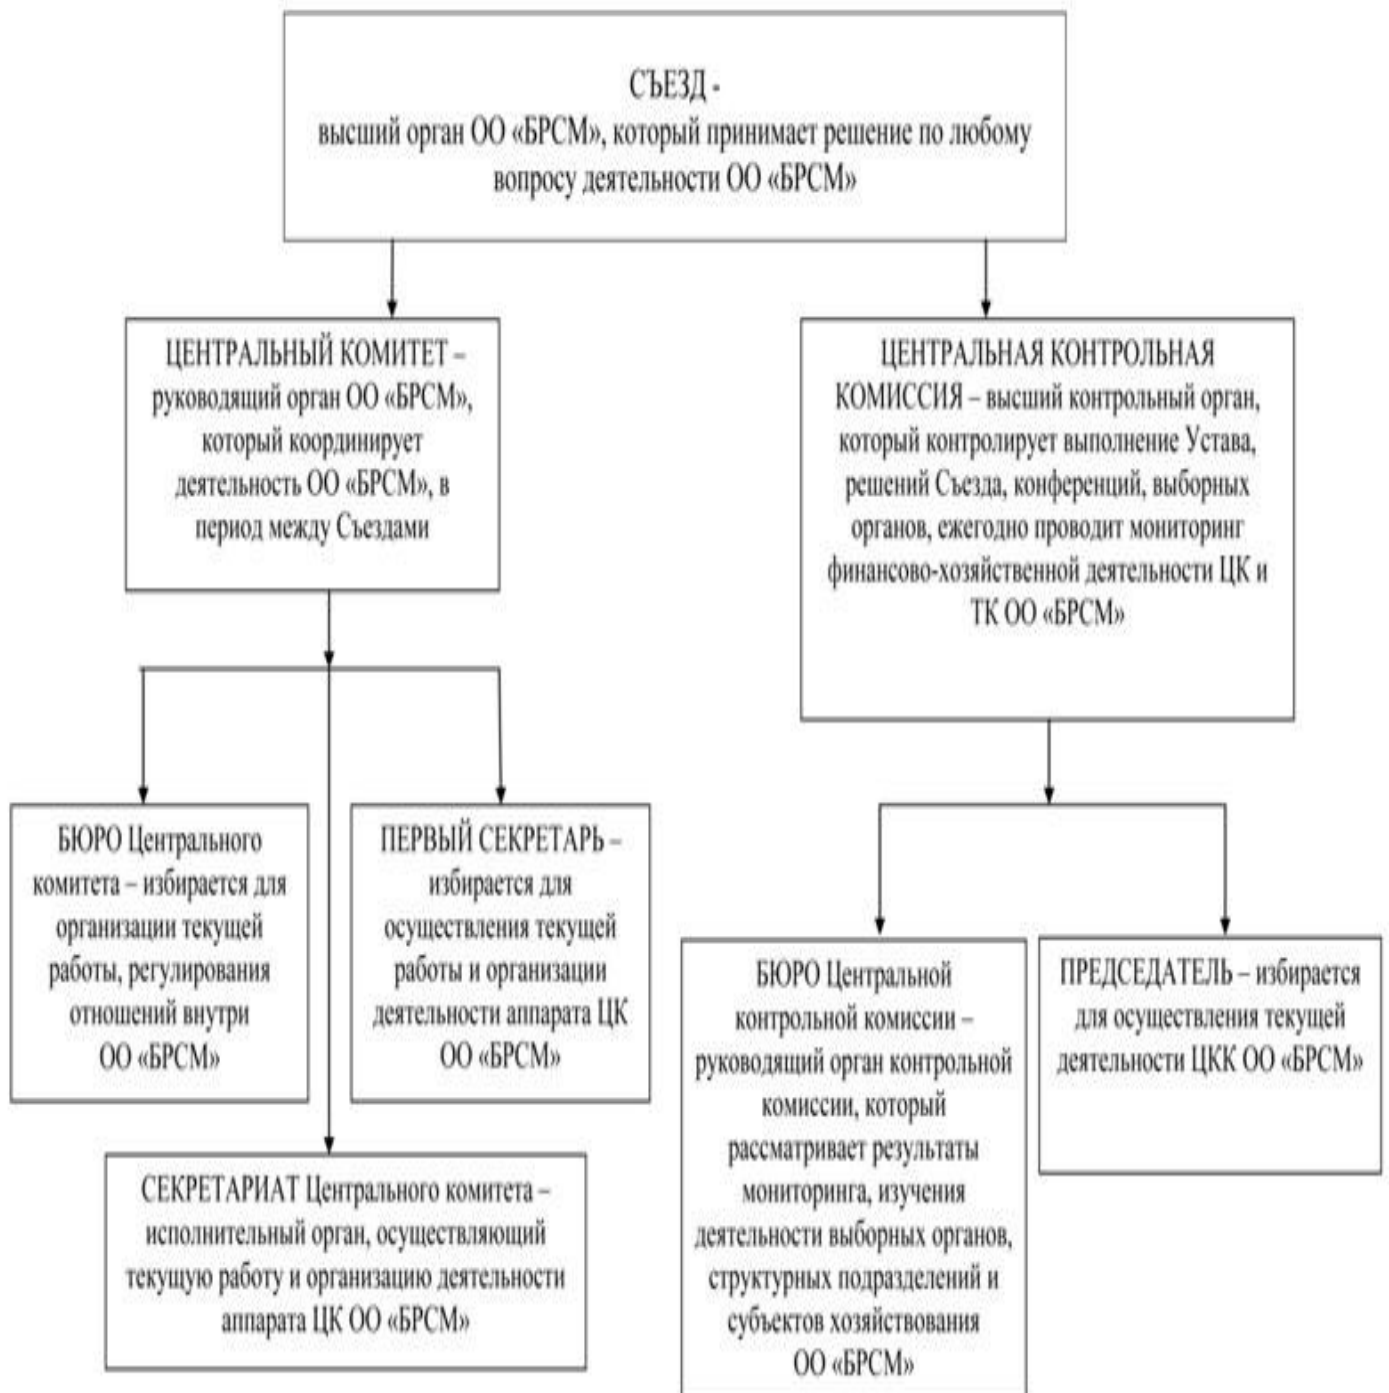 СЪЕЗД -
высший орган ОО «БРСМ», который принимает решение по любому
вопросу деятельности ОО «БРСМ»
ЦЕНТРАЛЬНЫЙ КОМИТЕТ –
руководящий орган ОО «БРСМ»,
который координирует
деятельность ОО «БРСМ», в
период между Съездами
ЦЕНТРАЛЬНАЯ КОНТРОЛЬНАЯ
КОМИССИЯ – высший контрольный орган,
который контролирует выполнение Устава,
решений Съезда, конференций, выборных
органов, ежегодно проводит мониторинг
финансово-хозяйственной деятельности ЦК и
ТК ОО «БРСМ»
БЮРО Центрального
комитета – избирается для
организации текущей
работы, регулирования
отношений внутри
ОО «БРСМ»
ПЕРВЫЙ СЕКРЕТАРЬ –
избирается для
осуществления текущей
работы и организации
деятельности аппарата ЦК
ОО «БРСМ»
СЕКРЕТАРИАТ Центрального комитета –
исполнительный орган, осуществляющий
текущую работу и организацию деятельности
аппарата ЦК ОО «БРСМ»
БЮРО Центральной
контрольной комиссии –
руководящий орган контрольной
комиссии, который
рассматривает результаты
мониторинга, изучения
деятельности выборных органов,
структурных подразделений и
субъектов хозяйствования
ОО «БРСМ»
ПРЕДСЕДАТЕЛЬ – избирается
для осуществления текущей
деятельности ЦКК ОО «БРСМ»